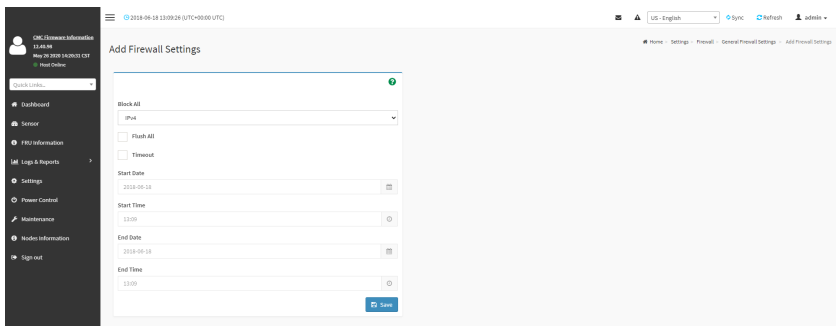 2018-06-18 13:09:26 (UTC+00:00 UTC)
US - English
Sync
Refresh
admin
CMC Firmware Information
12.40.98
May 26 2020 14:20:31 CST
Host Online
Quick Links..
Dashboard
Sensor
FRU Information
Logs & Reports
Settings
Power Control
Maintenance
Nodes Information
Sign out
Add Firewall Settings
Home > Settings > Firewall > General Firewall Settings > Add Firewall Settings
Block All
IPv4
Flush All
Timeout
Start Date
2018-06-18
Start Time
13:09
End Date
2018-06-18
End Time
13:09
Save